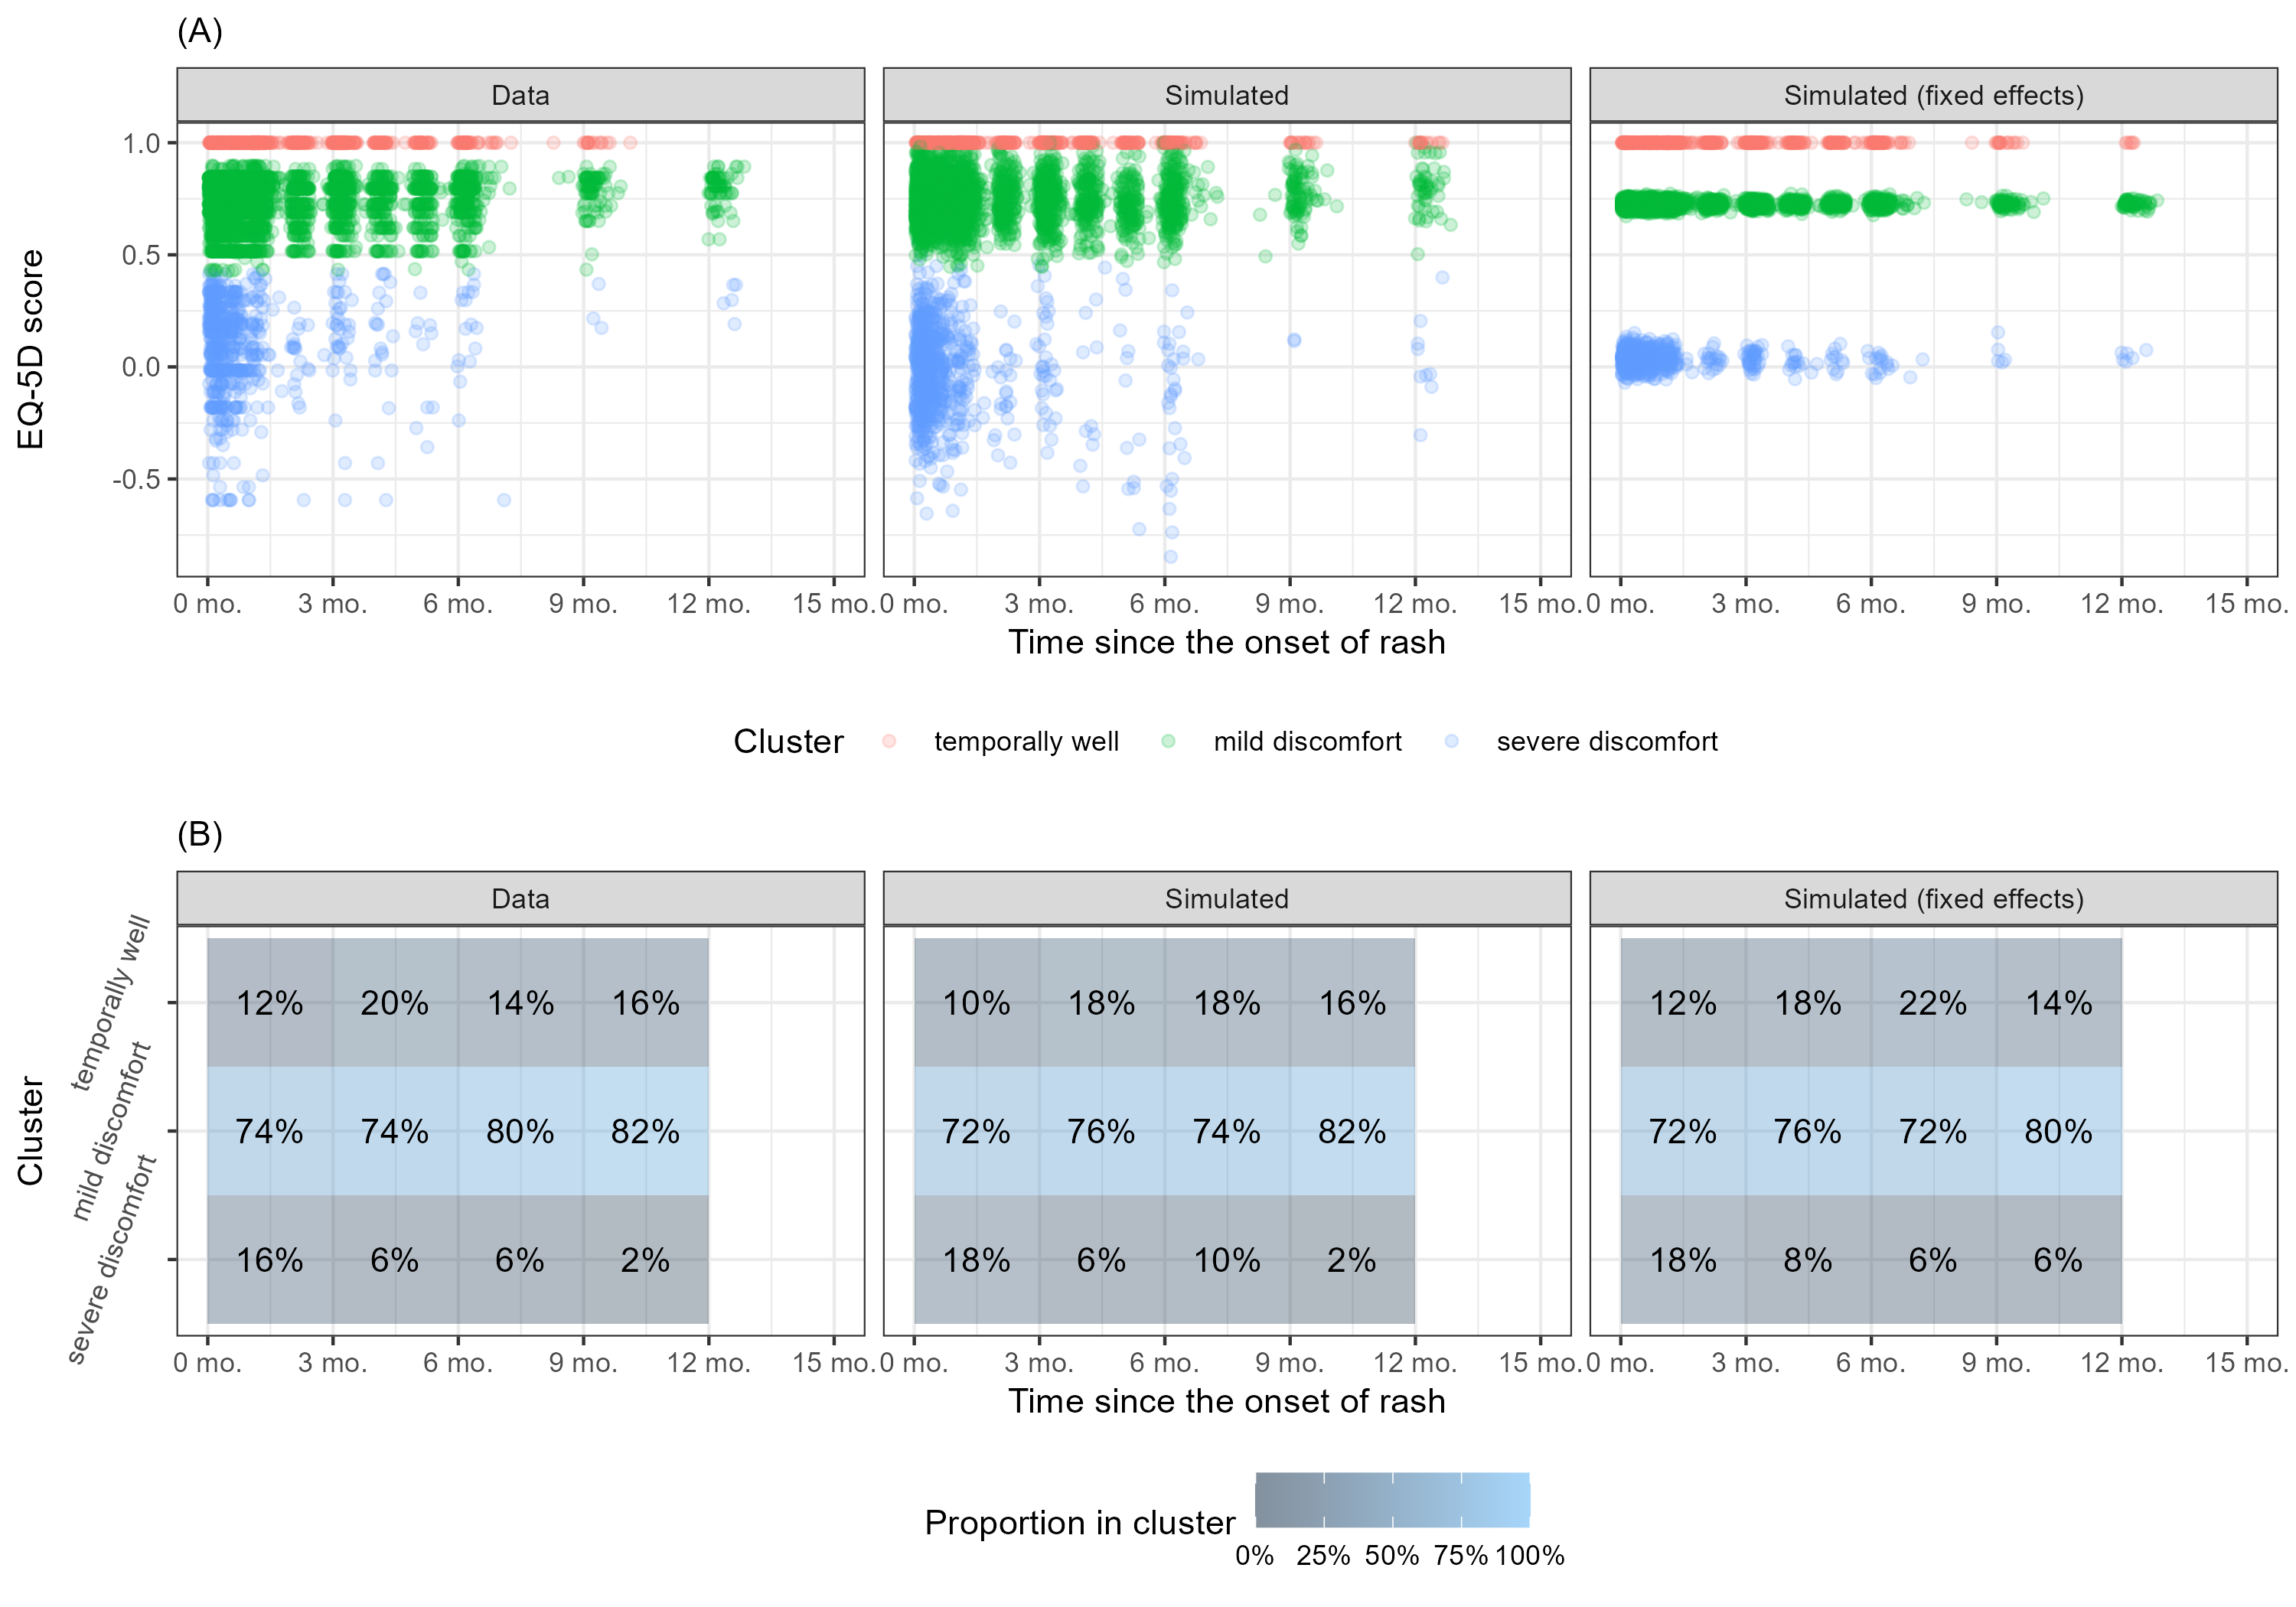 (A)
Data Simulated Simulated (fixed effects)
EQ-5D score
1.0
0.5
0.0
-0.5
0 mo. 3 mo. 6 mo. 9 mo. 12 mo. 15 mo. 0 mo. 3 mo. 6 mo. 9 mo. 12 mo. 15 mo. 0 mo. 3 mo. 6 mo. 9 mo. 12 mo. 15 mo.
Time since the onset of rash
Cluster temporally well mild discomfort severe discomfort
(B)
Data Simulated Simulated (fixed effects)
Cluster
temporally well
12% 20% 14% 16% 10% 18% 18% 16% 12% 18% 22% 14%
mild discomfort
74% 74% 80% 82% 72% 76% 74% 82% 72% 76% 72% 80%
severe discomfort
16% 6% 6% 2% 18% 6% 10% 2% 18% 8% 6% 6%
0 mo. 3 mo. 6 mo. 9 mo. 12 mo. 15 mo. 0 mo. 3 mo. 6 mo. 9 mo. 12 mo. 15 mo. 0 mo. 3 mo. 6 mo. 9 mo. 12 mo. 15 mo.
Time since the onset of rash
Proportion in cluster
0% 25% 50% 75% 100%